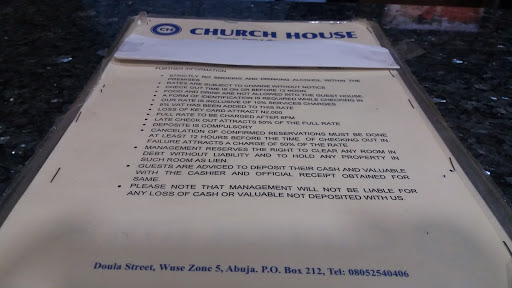 CH
CHURCH HOUSE
FURTHER INFORMATION
STRICTLY NO SMOKING AND DRINKING ALCOHOL WITHIN THE
PREMISES
RATES ARE SUBJECT TO CHANGE WITHOUT NOTICE
CHECK OUT TIME IS ON OR BEFORE 12 NOON
FOOD AND DRINK ARE NOT ALLOWED INTO THE GUEST HOUSE
A FORM OF IDENTIFICATION IS REQUIRED WHILE CHECKING IN
OUR RATE IS INCLUSIVE OF 10% SERVICES CHARGES
5% VAT HAS BEEN ADDED TO THIS RATE
LOSS OF KEY CARD ATTRACT N2,000
FULL RATE TO BE CHARGED AFTER 6PM
LATE CHECK OUT ATTRACTS 50% OF THE FULL RATE
DEPOSITE IS COMPULSORY
CANCELATION OF CONFIRMED RESERVATIONS MUST BE DONE
AT LEAST 12 HOURS BEFORE THE TIME OF CHECKING OUT IN.
FAILURE ATTRACTS A CHARGE OF 50% OF THE RATE
MANAGEMENT RESERVES THE RIGHT TO CLEAR ANY ROOM IN
DEBT WITHOUT LIABILITY AND TO HOLD ANY PROPERTY IN
SUCH ROOM AS LIEN.
GUESTS ARE ADVICED TO DEPOSIT THEIR CASH AND VALUABLE
WITH THE CASHIER AND OFFICIAL RECEIPT OBTAINED FOR
SAME.
PLEASE NOTE THAT MANAGEMENT WILL NOT BE LIABLE FOR
ANY LOSS OF CASH OR VALUABLE NOT DEPOSITED WITH US.
Doula Street, Wuse Zone 5, Abuja. P.O. Box 212, Tel: 08052540406